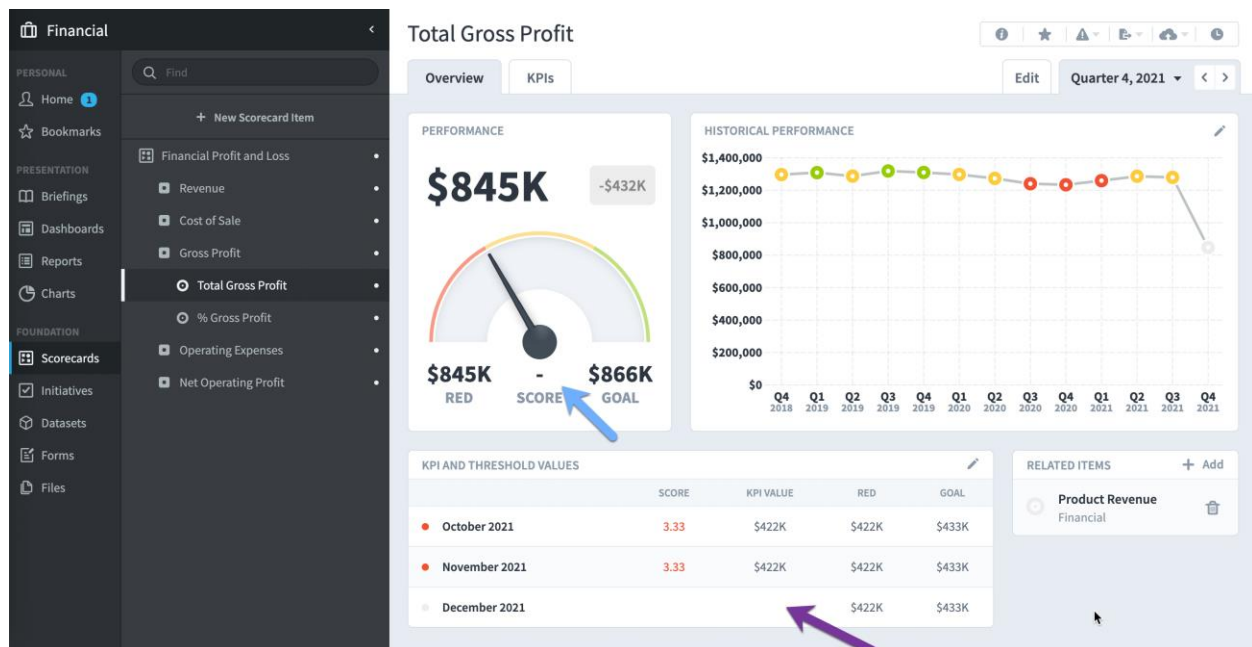 Financial
PERSONAL
Home 1
Bookmarks
PRESENTATION
Briefings
Dashboards
Reports
Charts
FOUNDATION
Scorecards
Initiatives
Datasets
Forms
Files
Find
+ New Scorecard Item
Financial Profit and Loss
Revenue
Cost of Sale
Gross Profit
Total Gross Profit
% Gross Profit
Operating Expenses
Net Operating Profit
Total Gross Profit
Overview KPIs Edit Quarter 4, 2021
PERFORMANCE
$845K -$432K
$845K - $866K
RED SCORE GOAL
HISTORICAL PERFORMANCE
$1,400,000
$1,200,000
$1,000,000
$800,000
$600,000
$400,000
$200,000
$0
Q4 Q1 Q2 Q3 Q4 Q1 Q2 Q3 Q4 Q1 Q2 Q3 Q4
2018 2019 2019 2019 2019 2020 2020 2020 2020 2021 2021 2021 2021
KPI AND THRESHOLD VALUES
SCORE KPI VALUE RED GOAL
October 2021 3.33 $422K $422K $433K
November 2021 3.33 $422K $422K $433K
December 2021 $422K $433K
RELATED ITEMS + Add
Product Revenue
Financial